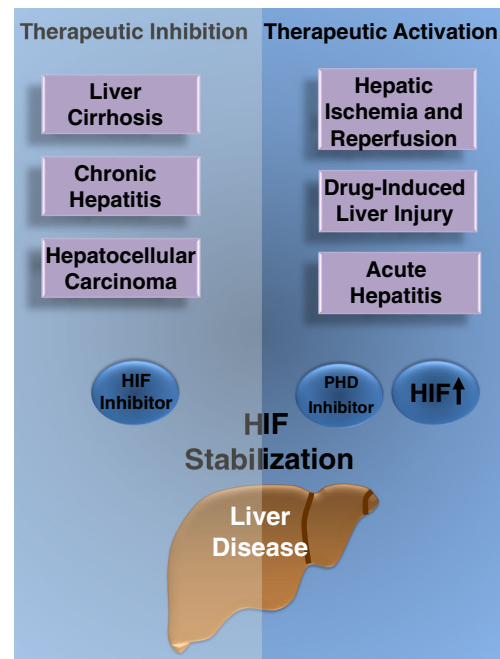 Therapeutic Inhibition
Liver
Cirrhosis
Chronic
Hepatitis
Hepatocellular
Carcinoma
HIF
Inhibitor
Therapeutic Activation
Hepatic
Ischemia and
Reperfusion
Drug-Induced
Liver Injury
Acute
Hepatitis
PHD
Inhibitor
HIF↑
HIF
Stabilization
Liver
Disease